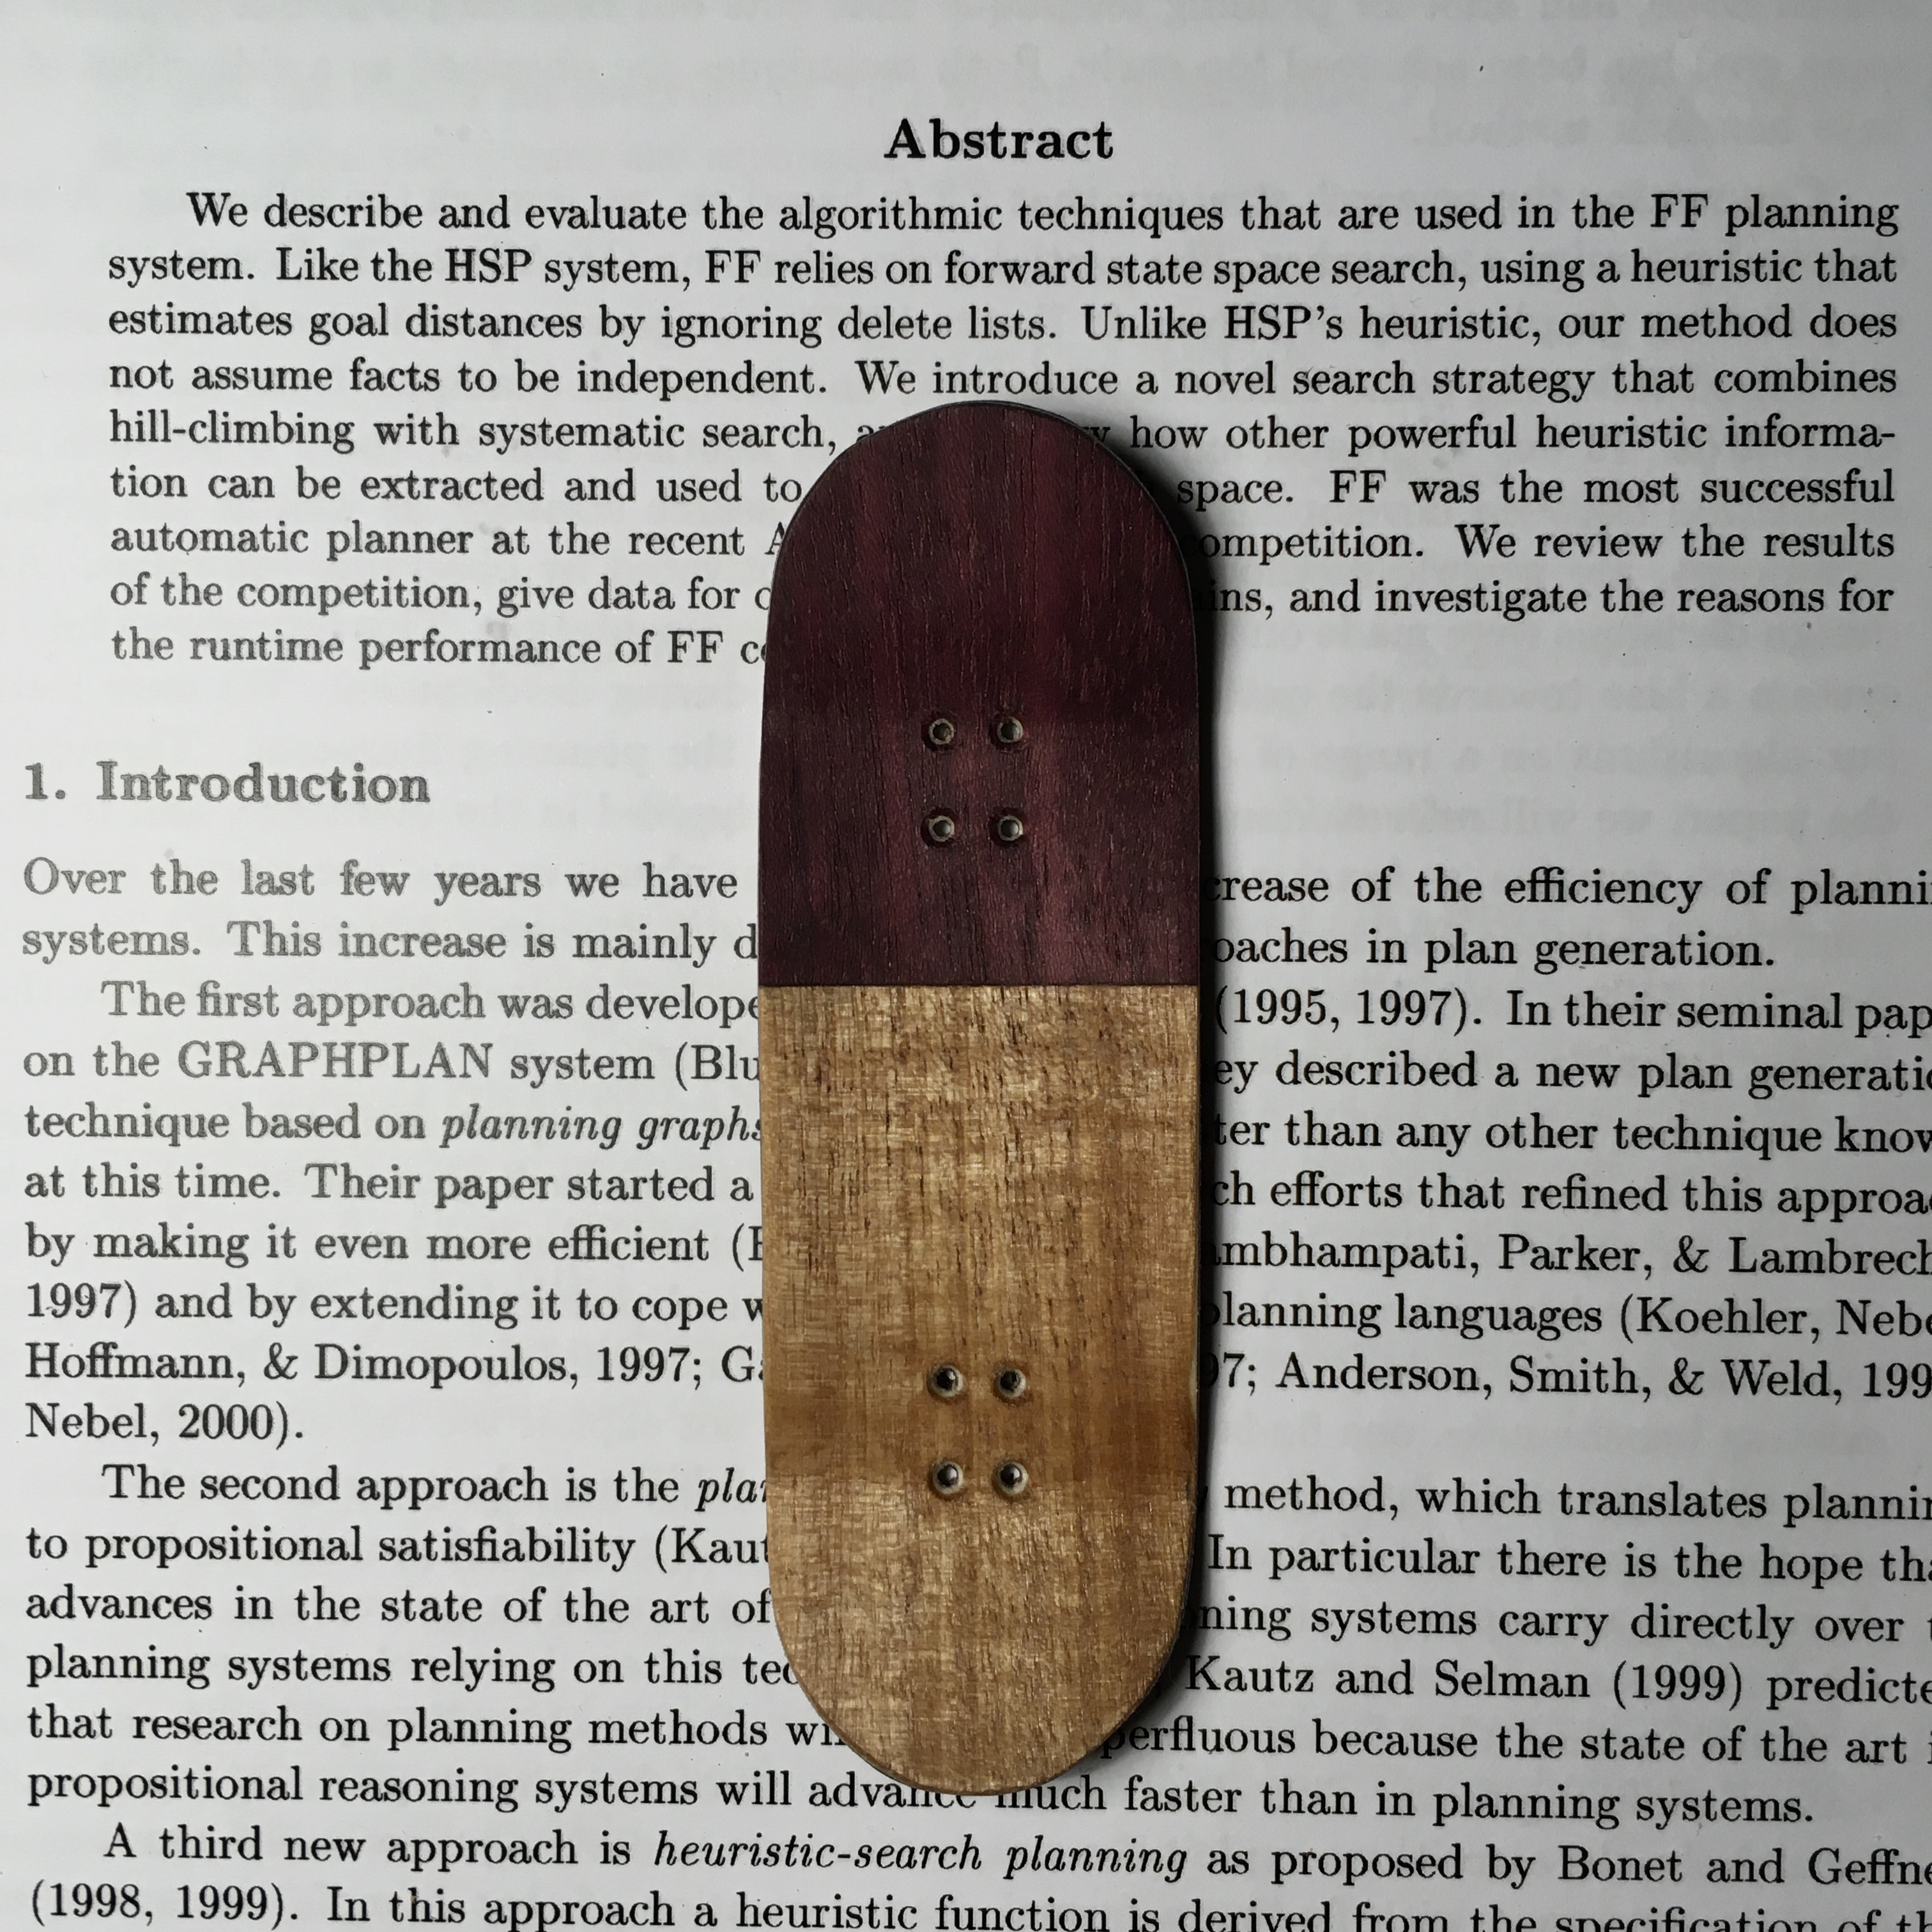 Abstract
We describe and evaluate the algorithmic techniques that are used in the FF planning
system. Like the HSP system, FF relies on forward state space search, using a heuristic that
estimates goal distances by ignoring delete lists. Unlike HSP's heuristic, our method does
not assume facts to be independent. We introduce a novel search strategy that combines
hill-climbing with systematic search, how other powerful heuristic informa-
tion can be extracted and used to space. FF was the most successful
automatic planner at the recent ompetition. We review the results
of the competition, give data for ins, and investigate the reasons for
the runtime performance of FF
1. Introduction
Over the last few years we have crease of the efficiency of planni
systems. This increase is mainly d oaches in plan generation.
The first approach was develope (1995, 1997). In their seminal pap
on the GRAPHPLAN system (Blu ey described a new plan generati
technique based on planning graphs ter than any other technique know
at this time. Their paper started a ch efforts that refined this approa
by making it even more efficient ( mbhampati, Parker, & Lambrech
1997) and by extending it to cope w planning languages (Koehler, Nebe
Hoffmann, & Dimopoulos, 1997; Ga 97; Anderson, Smith, & Weld, 199
Nebel, 2000).
The second approach is the plan method, which translates plannin
to propositional satisfiability (Kaut In particular there is the hope tha
advances in the state of the art of ning systems carry directly over t
planning systems relying on this tec Kautz and Selman (1999) predicte
that research on planning methods wi perfluous because the state of the art i
propositional reasoning systems will advance much faster than in planning systems.
A third new approach is heuristic-search planning as proposed by Bonet and Geffne
(1998, 1999). In this approach a heuristic function is derived from the specification of th